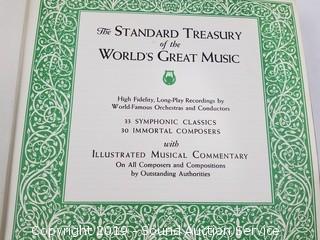 The STANDARD TREASURY
of the
WORLD'S GREAT MUSIC
High Fidelity, Long-Play Recordings by
World-Famous Orchestras and Conductors
33 SYMPHONIC CLASSICS
30 IMMORTAL COMPOSERS
with
ILLUSTRATED MUSICAL COMMENTARY
On All Composers and Compositions
by Outstanding Authorities
Copyright 2019 - Sound Auction Service